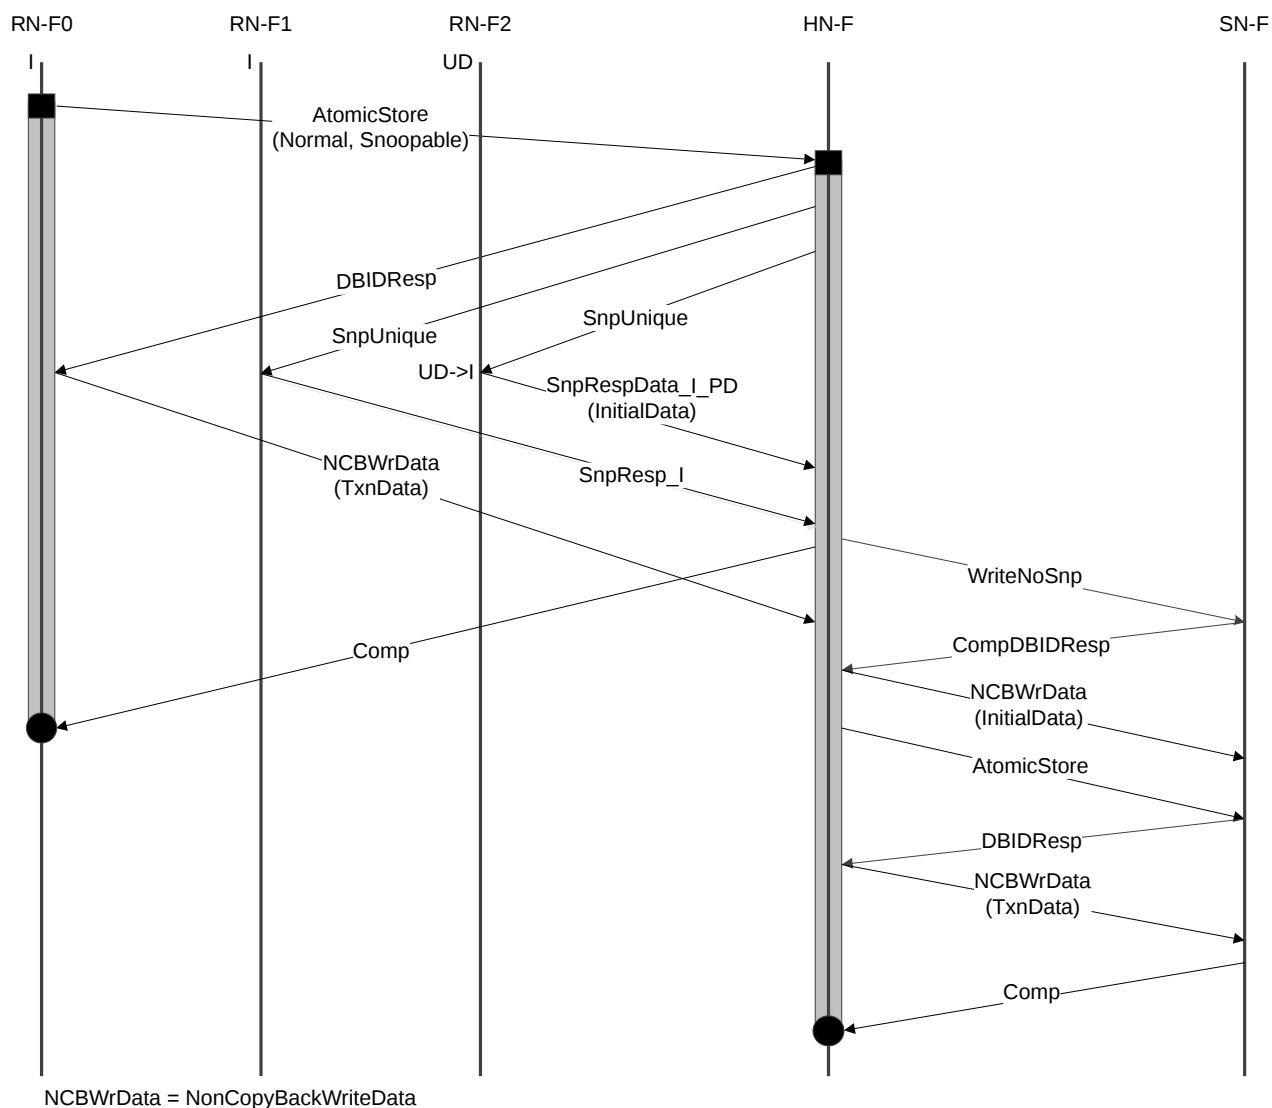 RN-F0 RN-F1 RN-F2 HN-F SN-F
I I UD
AtomicStore
(Normal, Snoopable)
DBIDResp
SnpUnique
SnpUnique
UD->I
SnpRespData_I_PD
(InitialData)
NCBWrData
(TxnData)
SnpResp_I
WriteNoSnp
Comp
CompDBIDResp
NCBWrData
(InitialData)
AtomicStore
DBIDResp
NCBWrData
(TxnData)
Comp
NCBWrData = NonCopyBackWriteData